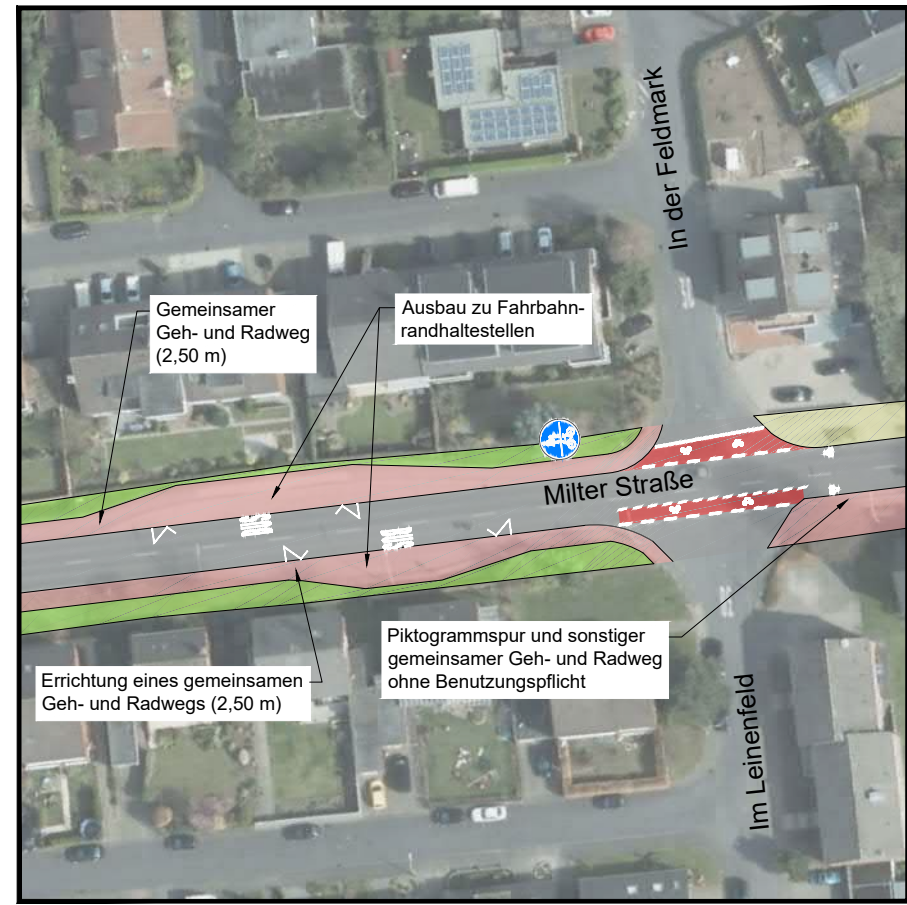 In der Feldmark
Gemeinsamer
Geh- und Radweg
(2,50 m)
Ausbau zu Fahrbahn-
randhaltestellen
Milter Straße
Piktogrammspur und sonstiger
gemeinsamer Geh- und Radweg
ohne Benutzungspflicht
Errichtung eines gemeinsamen
Geh- und Radwegs (2,50 m)
Im Leinenfeld